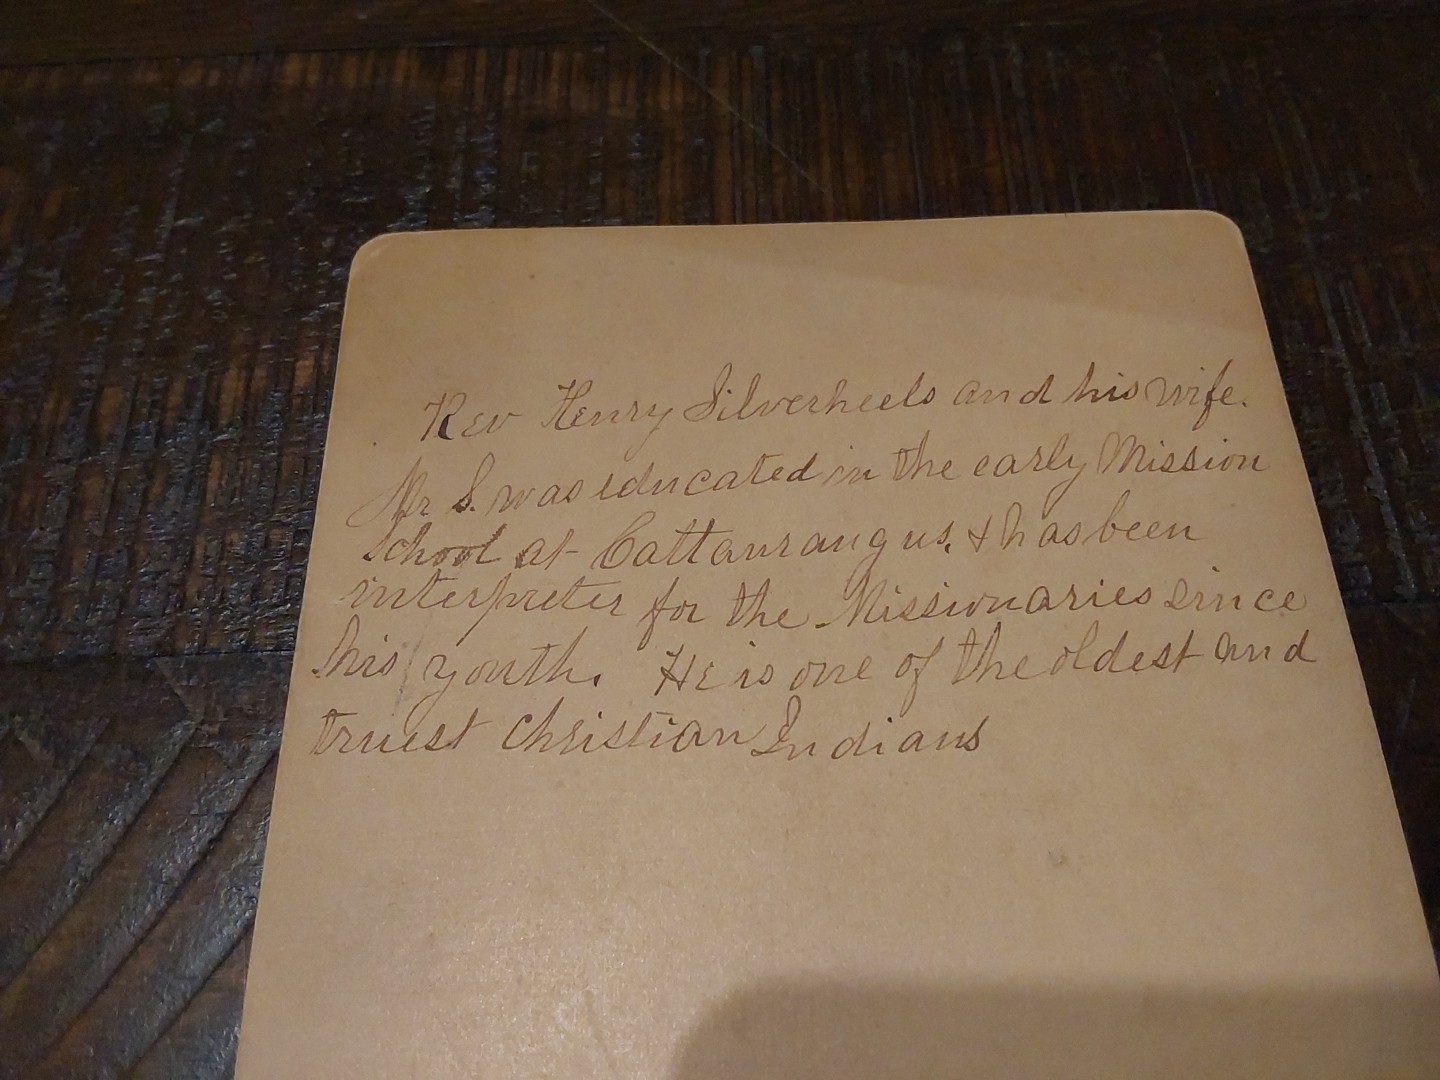 Rev Henry Silverheels and his wife.
Mr S. was educated in the early Mission
School at Cattaraugus, & has been
interpreter for the Missionaries since
his youth. He is one of the oldest and
truest Christian Indians